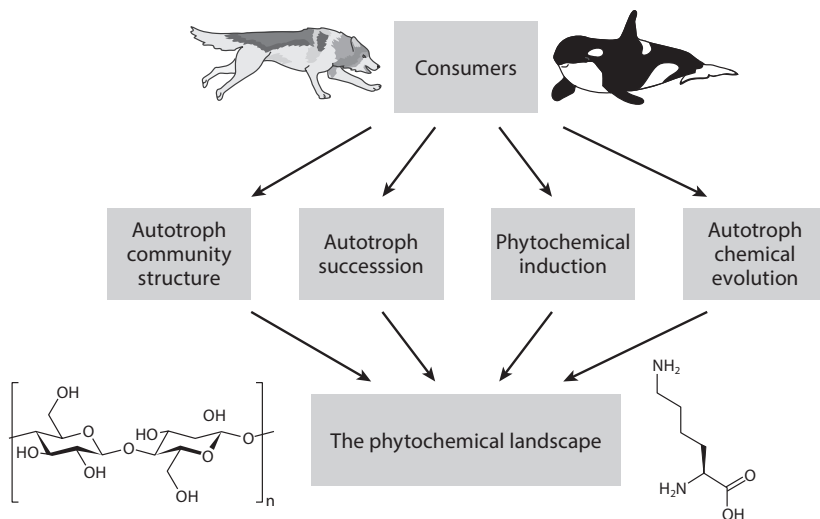 Consumers
Autotroph
community
structure
Autotroph
successsion
Phytochemical
induction
Autotroph
chemical
evolution
The phytochemical landscape
OH
O
HO
OH
O
HO
OH
O
OH
O
n
NH₂
H₂N
O
OH